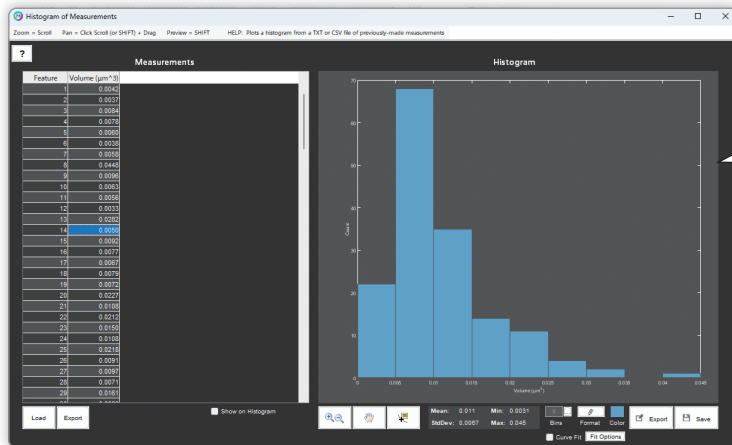 Histogram of Measurements
Zoom = Scroll Pan = Click Scroll (or SHIFT) + Drag Preview = SHIFT HELP: Plots a histogram from a TXT or CSV file of previously-made measurements
?
Measurements
Feature Volume (µm^3)
1 0.0042
2 0.0037
3 0.0084
4 0.0078
5 0.0060
6 0.0038
7 0.0058
8 0.0448
9 0.0096
10 0.0063
11 0.0056
12 0.0033
13 0.0282
14 0.0050
15 0.0092
16 0.0077
17 0.0067
18 0.0079
19 0.0072
20 0.0227
21 0.0108
22 0.0212
23 0.0150
24 0.0108
25 0.0218
26 0.0091
27 0.0097
28 0.0071
29 0.0161
Load Export Show on Histogram
Histogram
70
60
50
40
30
20
10
0
Count
0 0.005 0.01 0.015 0.02 0.025 0.03 0.035 0.04 0.045
Volume (µm³)
Mean: 0.011 Min: 0.0031
StdDev: 0.0067 Max: 0.045
Bins Format Color Export Save
Curve Fit Fit Options